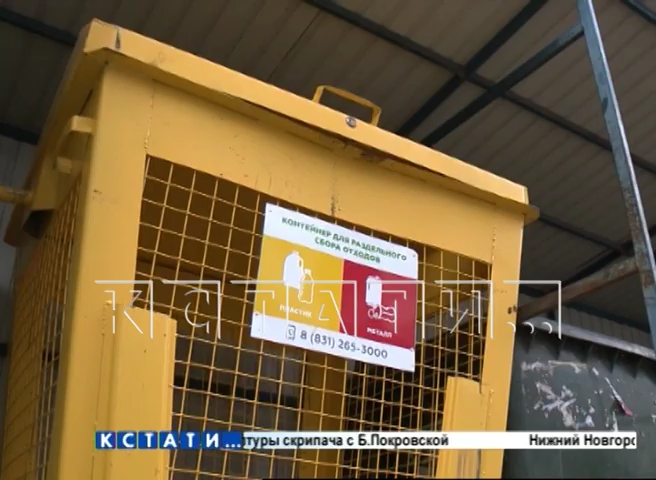 КОНТЕЙНЕР ДЛЯ РАЗДЕЛЬНОГО
СБОРА ОТХОДОВ
ПЛАСТИК
МЕТАЛЛ
8 (831) 265-3000
КСТАТИ...
КСТАТИ... туры скрипача с Б.Покровской Нижний Новгор